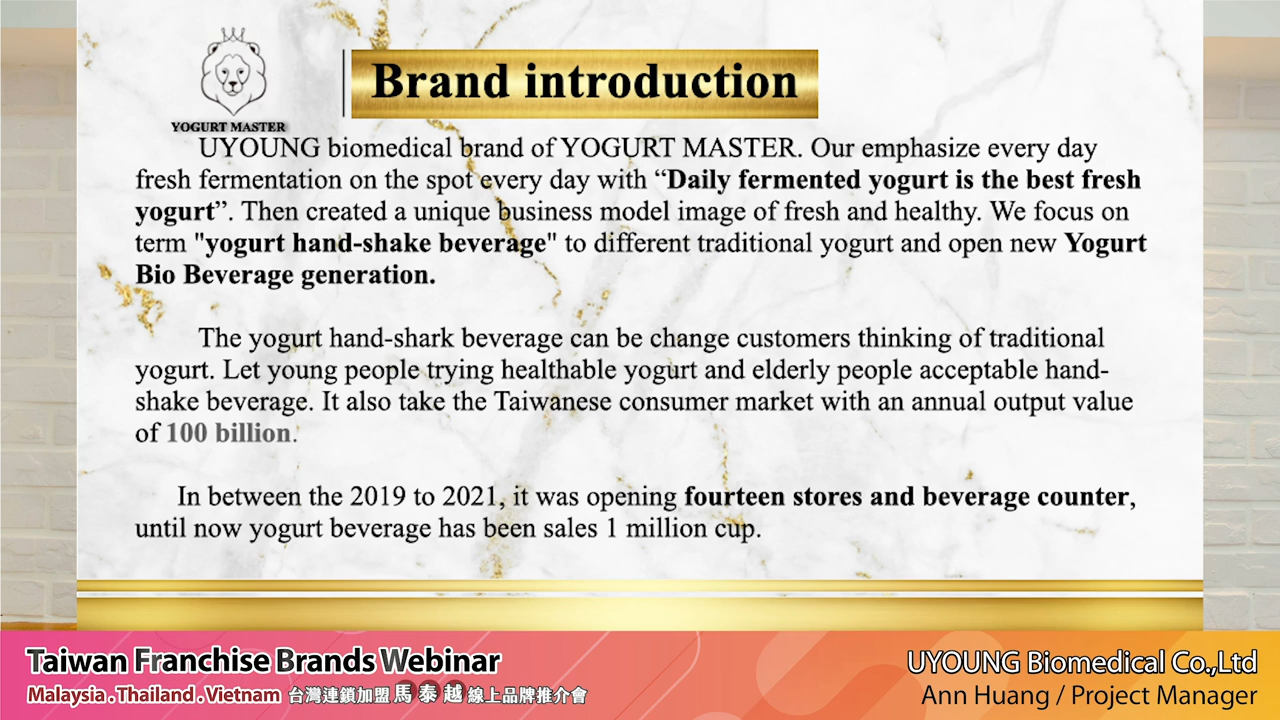 YOGURT MASTER
Brand introduction
UYOUNG biomedical brand of YOGURT MASTER. Our emphasize every day
fresh fermentation on the spot every day with “Daily fermented yogurt is the best fresh
yogurt”. Then created a unique business model image of fresh and healthy. We focus on
term "yogurt hand-shake beverage" to different traditional yogurt and open new Yogurt
Bio Beverage generation.
The yogurt hand-shark beverage can be change customers thinking of traditional
yogurt. Let young people trying healthable yogurt and elderly people acceptable hand-
shake beverage. It also take the Taiwanese consumer market with an annual output value
of 100 billion.
In between the 2019 to 2021, it was opening fourteen stores and beverage counter,
until now yogurt beverage has been sales 1 million cup.
Taiwan Franchise Brands Webinar
Malaysia . Thailand . Vietnam 台灣連鎖加盟馬泰越線上品牌推介會
UYOUNG Biomedical Co.,Ltd
Ann Huang / Project Manager